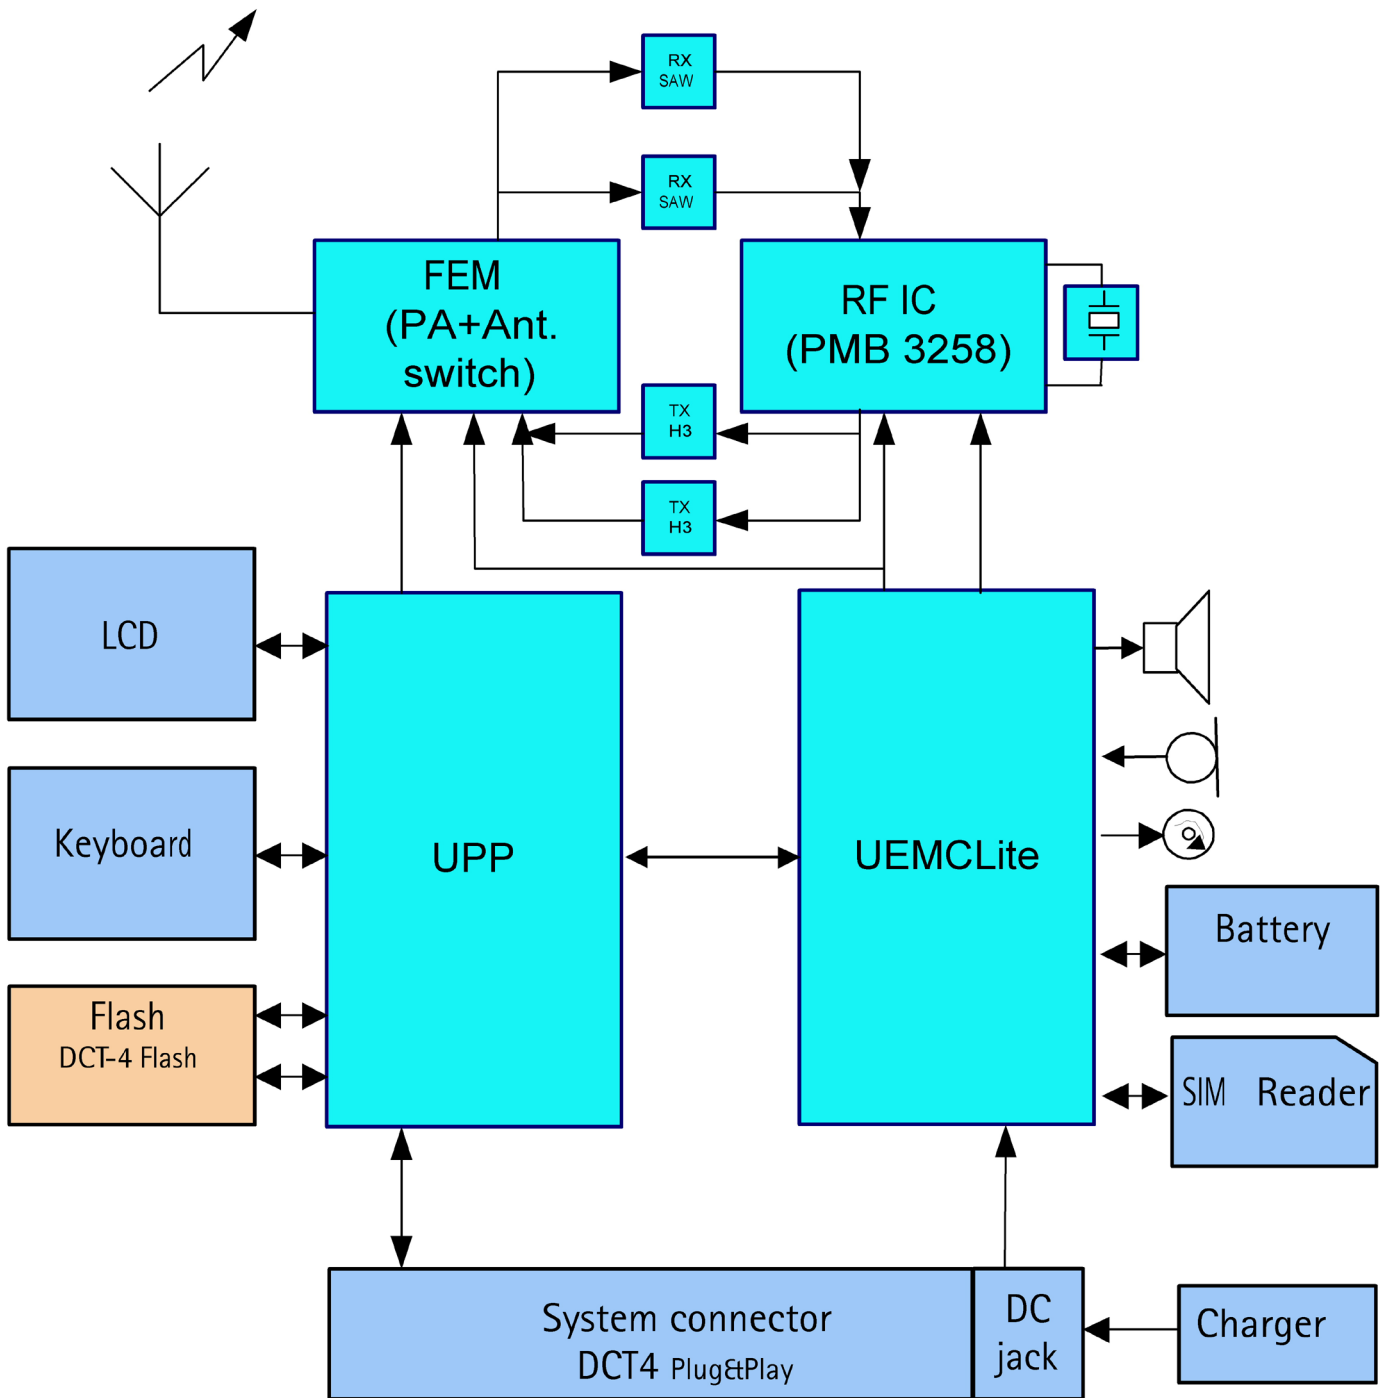 RX
SAW
RX
SAW
FEM
(PA+Ant.
switch)
RF IC
(PMB 3258)
TX
H3
TX
H3
LCD
Keyboard
UPP
UEMCLite
Battery
Flash
DCT-4 Flash
SIM Reader
System connector
DCT4 Plug&Play
DC
jack
Charger